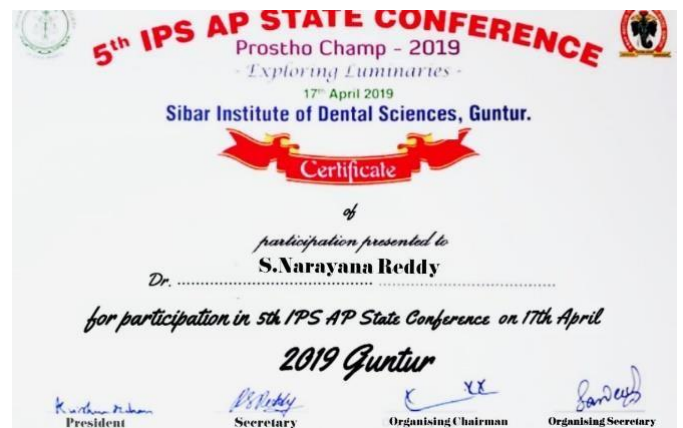 5th IPS AP STATE CONFERENCE
Prostho Champ - 2019
- Exploring Luminaries -
17th April 2019
Sibar Institute of Dental Sciences, Guntur.
Certificate
of
participation presented to
S.Narayana Reddy
Dr. ........................................................................
for participation in 5th IPS AP State Conference on 17th April
2019 Guntur
President Secretary Organising Chairman Organising Secretary